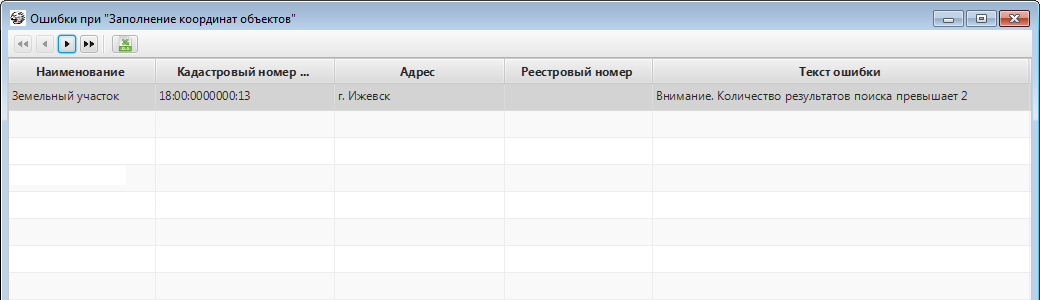 Ошибки при "Заполнение координат объектов"
Наименование Кадастровый номер ... Адрес Реестровый номер Текст ошибки
Земельный участок 18:00:0000000:13 г. Ижевск Внимание. Количество результатов поиска превышает 2